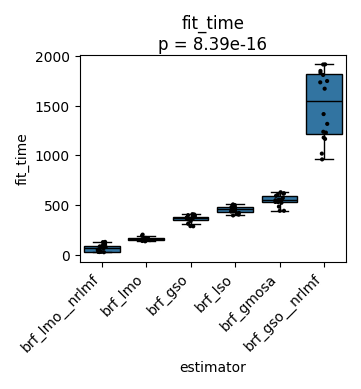 fit_time
p = 8.39e-16
2000
1500
1000
500
0
fit_time
brf_lmo__nrlmf
brf_lmo
brf_gso
brf_lso
brf_gmosa
brf_gso__nrlmf
estimator